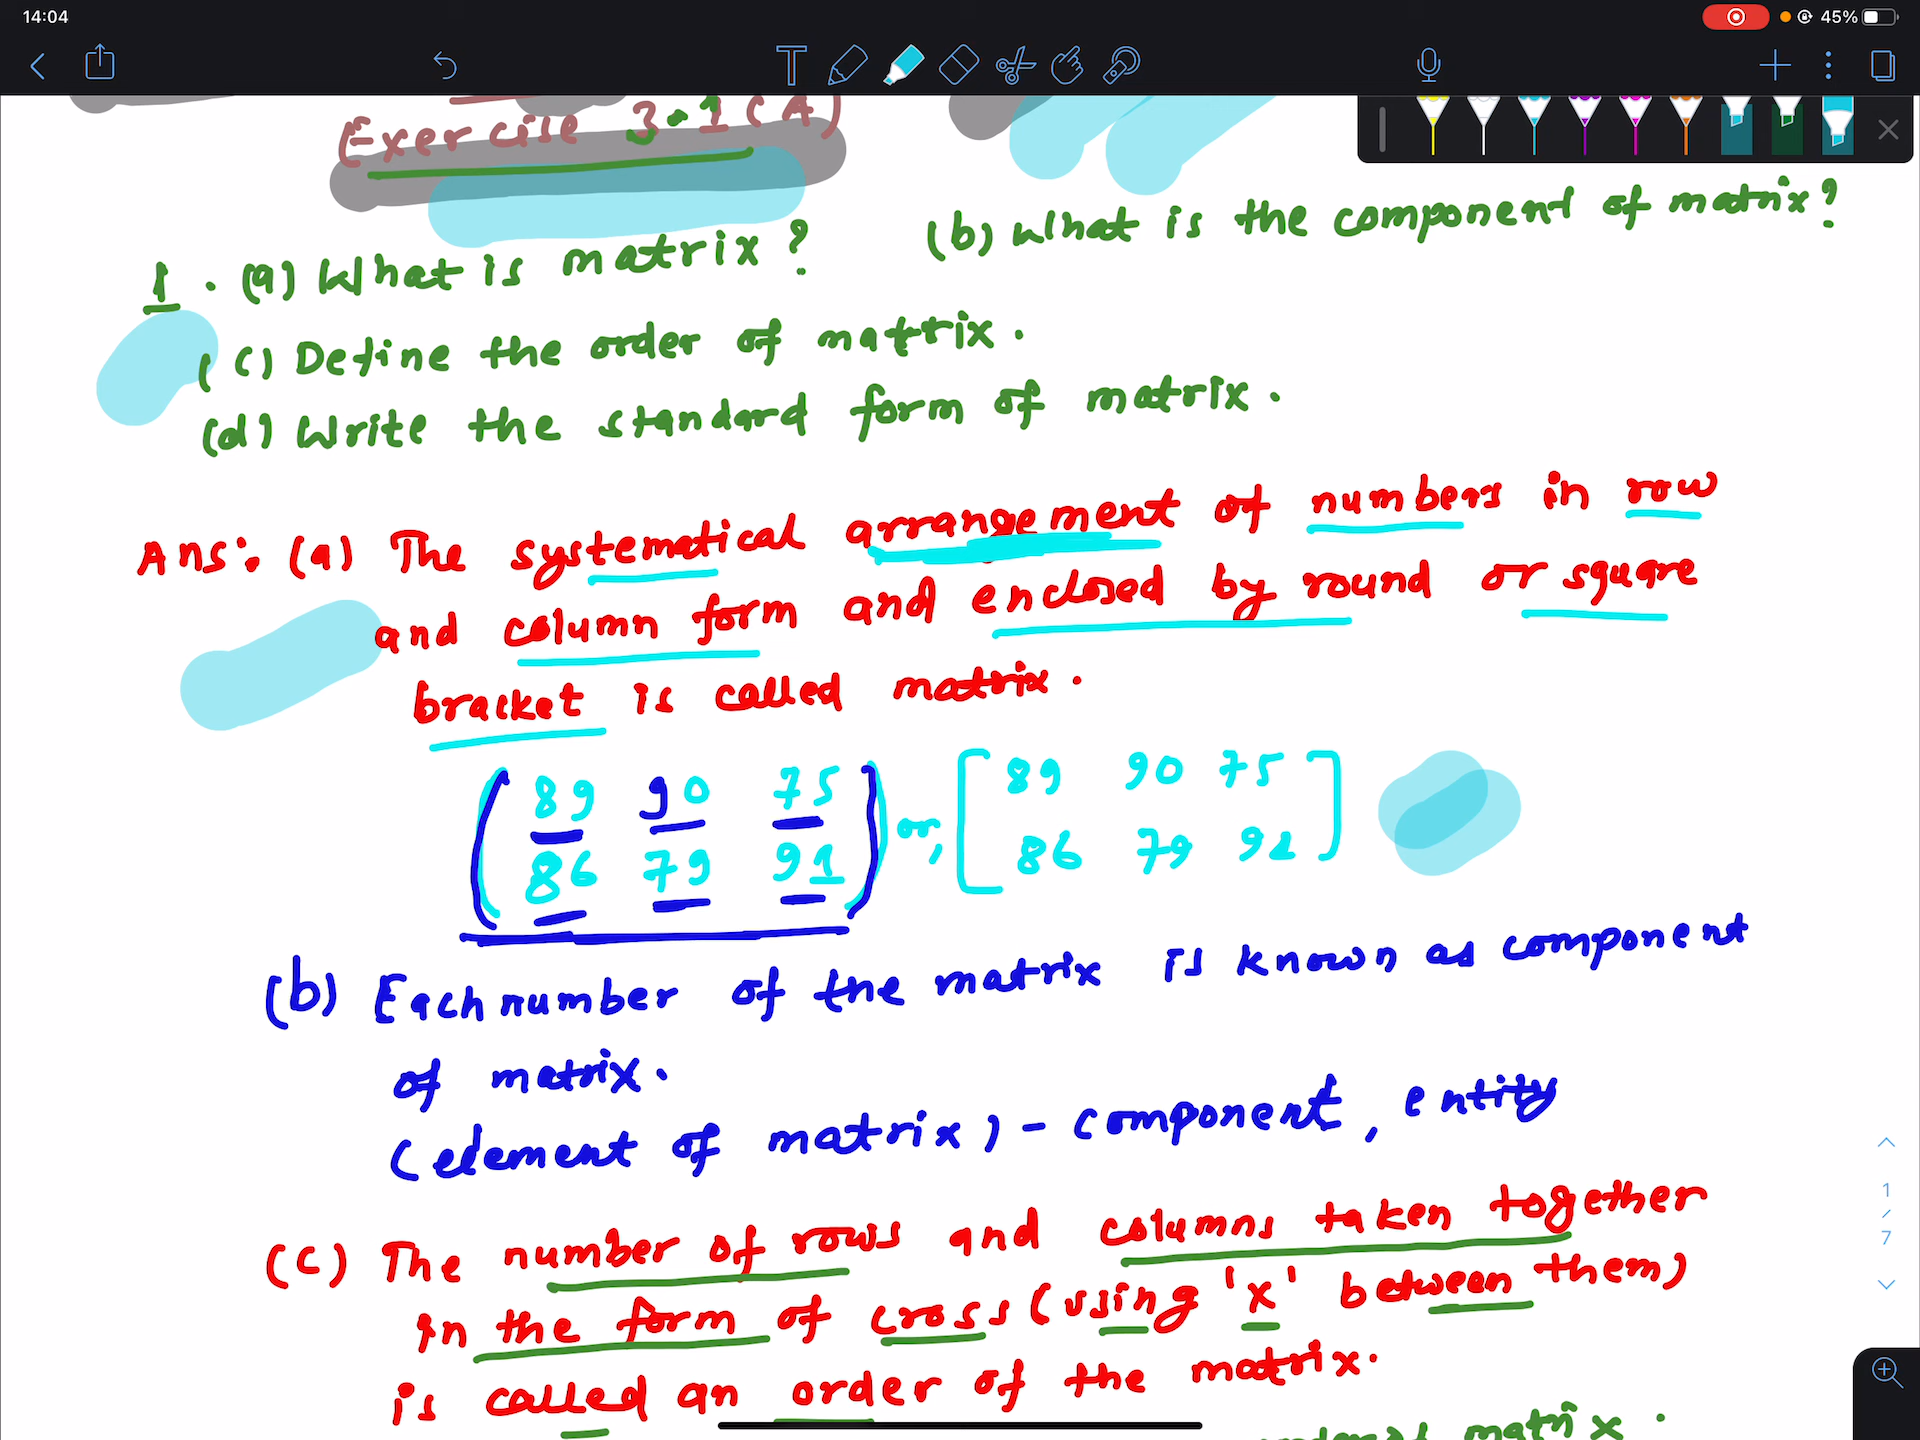 14:04
45%
Exercise 3.1 (A)
1. (a) What is matrix? (b) What is the component of matrix?
(c) Define the order of matrix.
(d) Write the standard form of matrix.
Ans: (a) The systematical arrangement of numbers in row
and column form and enclosed by round or square
bracket is called matrix.
89 90 75 or, 89 90 75
86 79 91 86 79 92
(b) Each number of the matrix is known as component
of matrix.
(element of matrix) - component, entity
(c) The number of rows and columns taken together
in the form of cross (using 'x' between them)
is called an order of the matrix.
matrix.
1
7